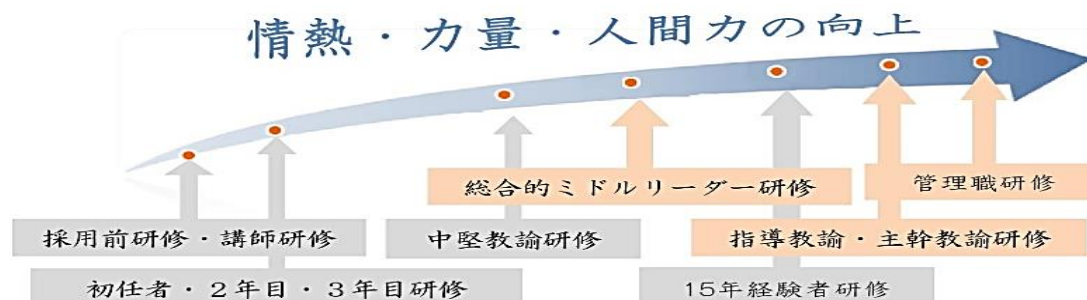 情熱・力量・人間力の向上
総合的ミドルリーダー研修
管理職研修
採用前研修・講師研修
中堅教諭研修
指導教諭・主幹教諭研修
初任者・２年目・３年目研修
15年経験者研修